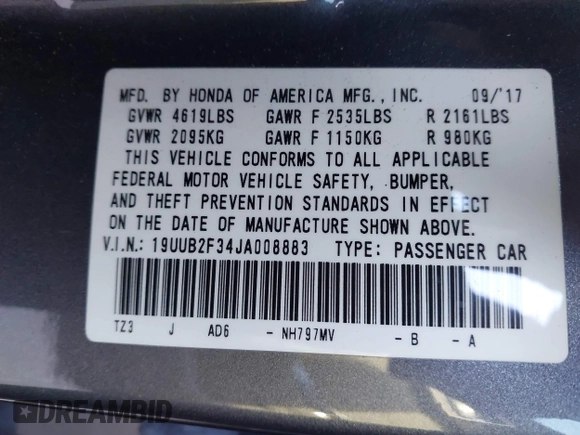 MFD. BY HONDA OF AMERICA MFG., INC. 09/'17
GVWR 4619LBS GAWR F 2535LBS R 2161LBS
GVWR 2095KG GAWR F 1150KG R 980KG
THIS VEHICLE CONFORMS TO ALL APPLICABLE
FEDERAL MOTOR VEHICLE SAFETY, BUMPER,
AND THEFT PREVENTION STANDARDS IN EFFECT
ON THE DATE OF MANUFACTURE SHOWN ABOVE.
V.I.N.: 19UUB2F34JA008883 TYPE: PASSENGER CAR
TZ3 J AD6 - NH797MV - B - A
DREAMBID